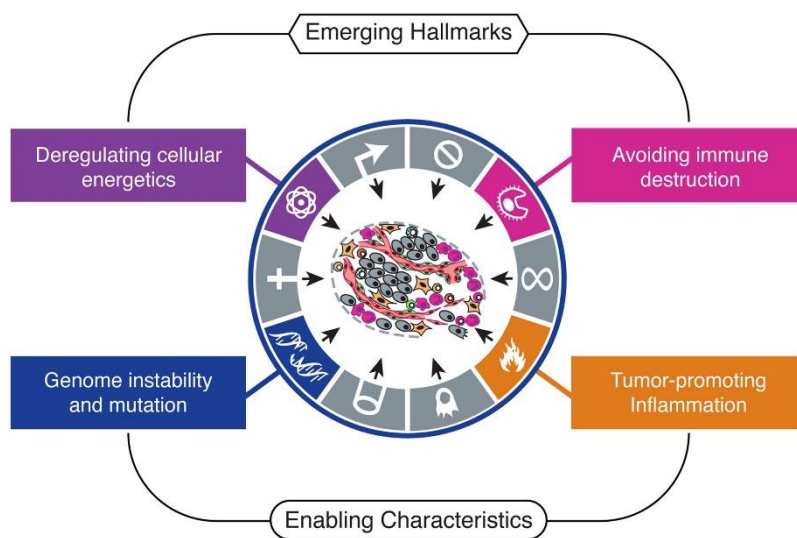 Emerging Hallmarks
Deregulating cellular
energetics
Avoiding immune
destruction
Genome instability
and mutation
Tumor-promoting
Inflammation
Enabling Characteristics